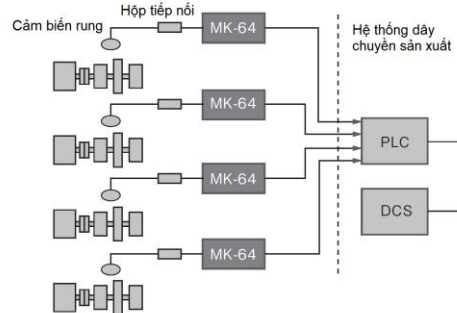 Cảm biến rung
Hộp tiếp nối
MK-64
Hệ thống dây
chuyền sản xuất
MK-64
PLC
MK-64
DCS
MK-64